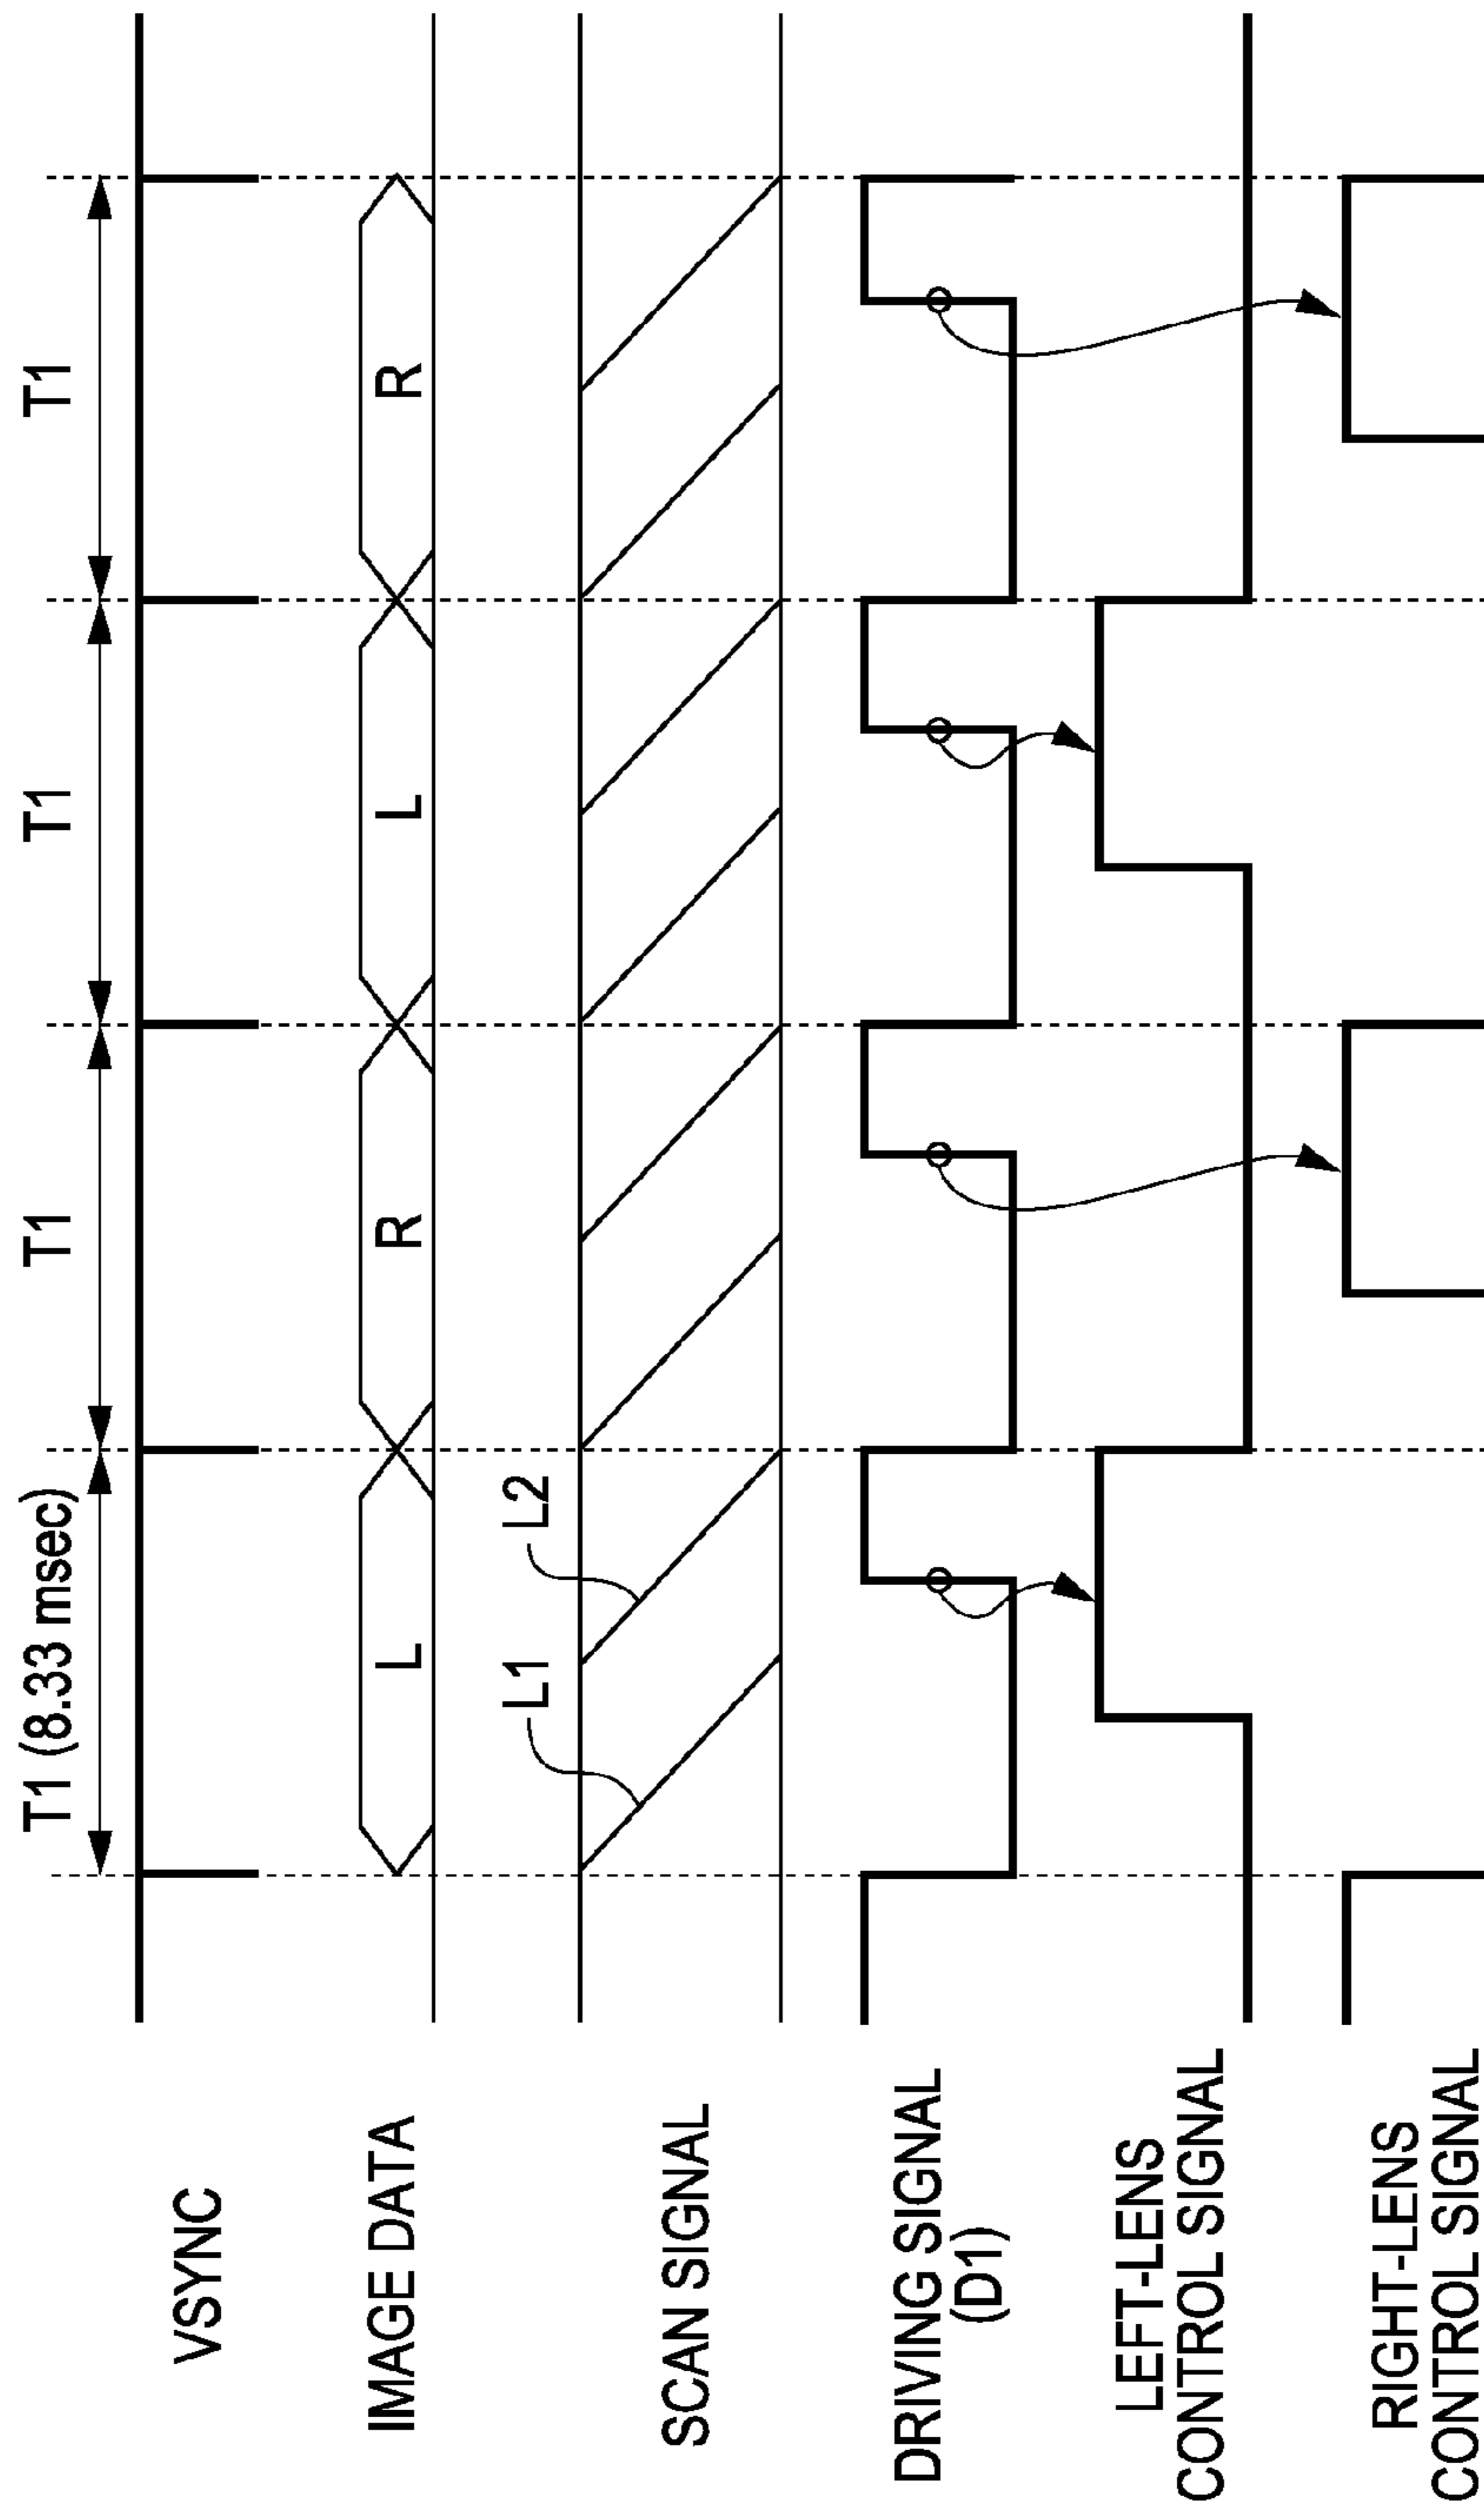 T1 (8.33 msec)
T1
T1
T1
VSYNC
IMAGE DATA
L
R
L
R
L1
L2
SCAN SIGNAL
DRIVING SIGNAL
(D1)
LEFT-LENS
CONTROL SIGNAL
RIGHT-LENS
CONTROL SIGNAL